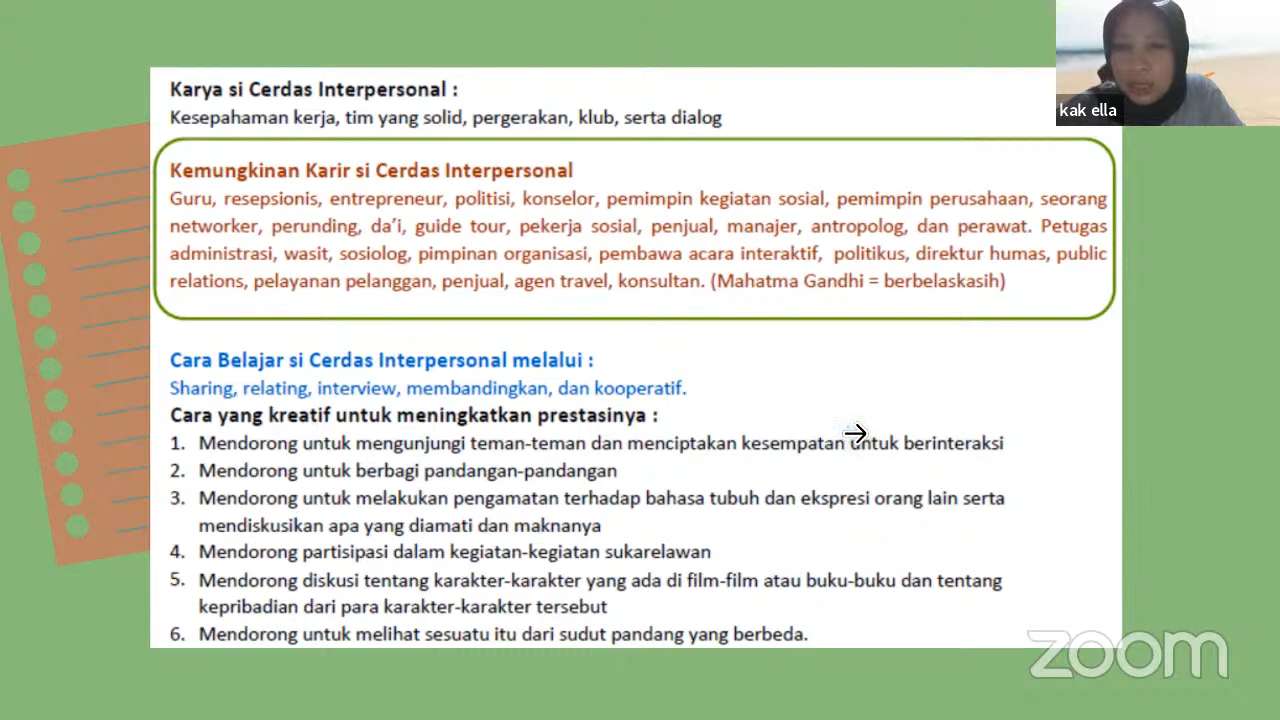 kak ella
Karya si Cerdas Interpersonal :
Kesepahaman kerja, tim yang solid, pergerakan, klub, serta dialog
Kemungkinan Karir si Cerdas Interpersonal
Guru, resepsionis, entrepreneur, politisi, konselor, pemimpin kegiatan sosial, pemimpin perusahaan, seorang
networker, perunding, da’i, guide tour, pekerja sosial, penjual, manajer, antropolog, dan perawat. Petugas
administrasi, wasit, sosiolog, pimpinan organisasi, pembawa acara interaktif, politikus, direktur humas, public
relations, pelayanan pelanggan, penjual, agen travel, konsultan. (Mahatma Gandhi = berbelaskasih)
Cara Belajar si Cerdas Interpersonal melalui :
Sharing, relating, interview, membandingkan, dan kooperatif.
Cara yang kreatif untuk meningkatkan prestasinya :
1. Mendorong untuk mengunjungi teman-teman dan menciptakan kesempatan untuk berinteraksi
2. Mendorong untuk berbagi pandangan-pandangan
3. Mendorong untuk melakukan pengamatan terhadap bahasa tubuh dan ekspresi orang lain serta
mendiskusikan apa yang diamati dan maknanya
4. Mendorong partisipasi dalam kegiatan-kegiatan sukarelawan
5. Mendorong diskusi tentang karakter-karakter yang ada di film-film atau buku-buku dan tentang
kepribadian dari para karakter-karakter tersebut
6. Mendorong untuk melihat sesuatu itu dari sudut pandang yang berbeda.
zoom